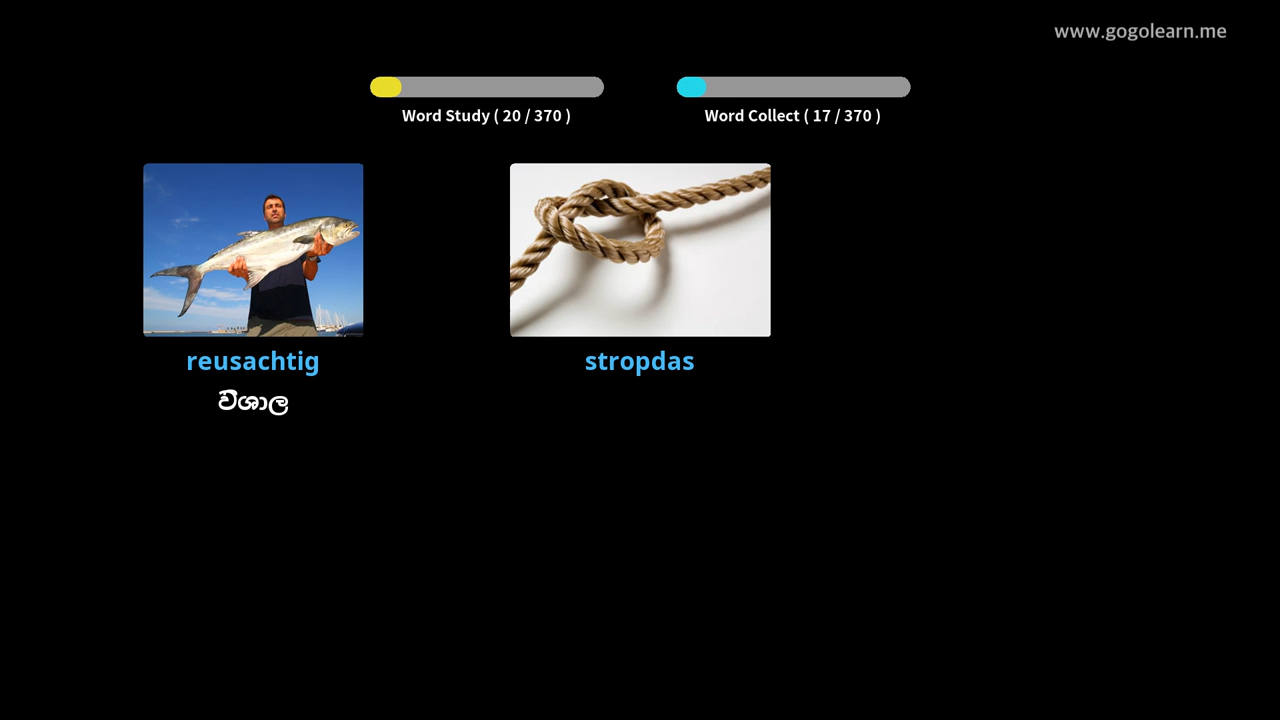 www.gogolearn.me
Word Study ( 20 / 370 )
Word Collect ( 17 / 370 )
reusachtig
විශාල
stropdas